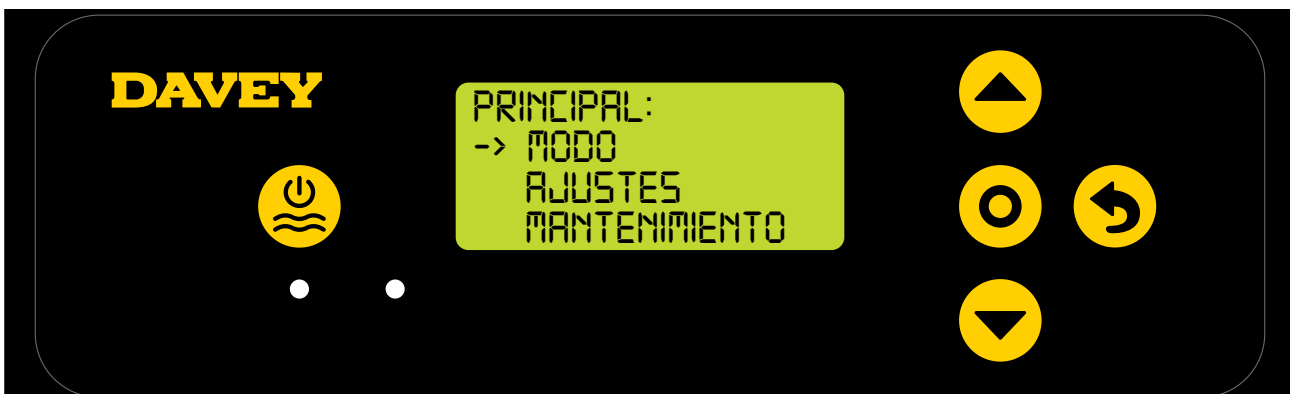 DAVEY
PRINCIPAL:
-> MODO
AJUSTES
MANTENIMIENTO